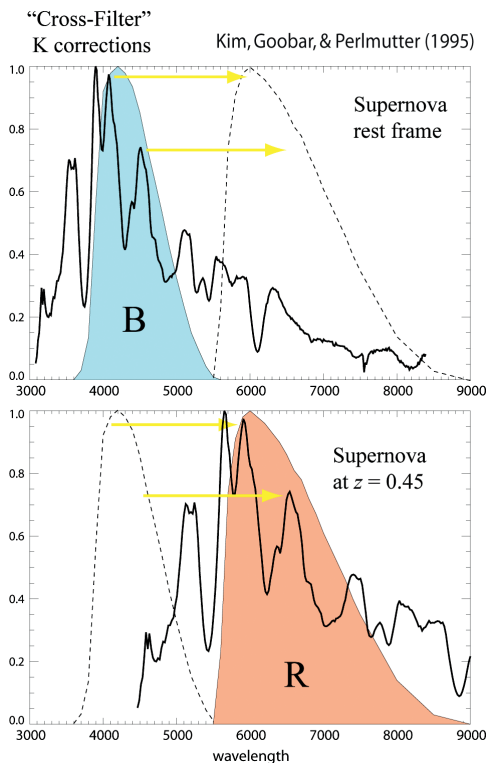 “Cross-Filter”
K corrections
Kim, Goobar, & Perlmutter (1995)
1.0
0.8
0.6
0.4
0.2
0.0
Supernova
rest frame
B
3000 4000 5000 6000 7000 8000 9000
1.0
0.8
0.6
0.4
0.2
0.0
Supernova
at z = 0.45
R
3000 4000 5000 6000 7000 8000 9000
wavelength